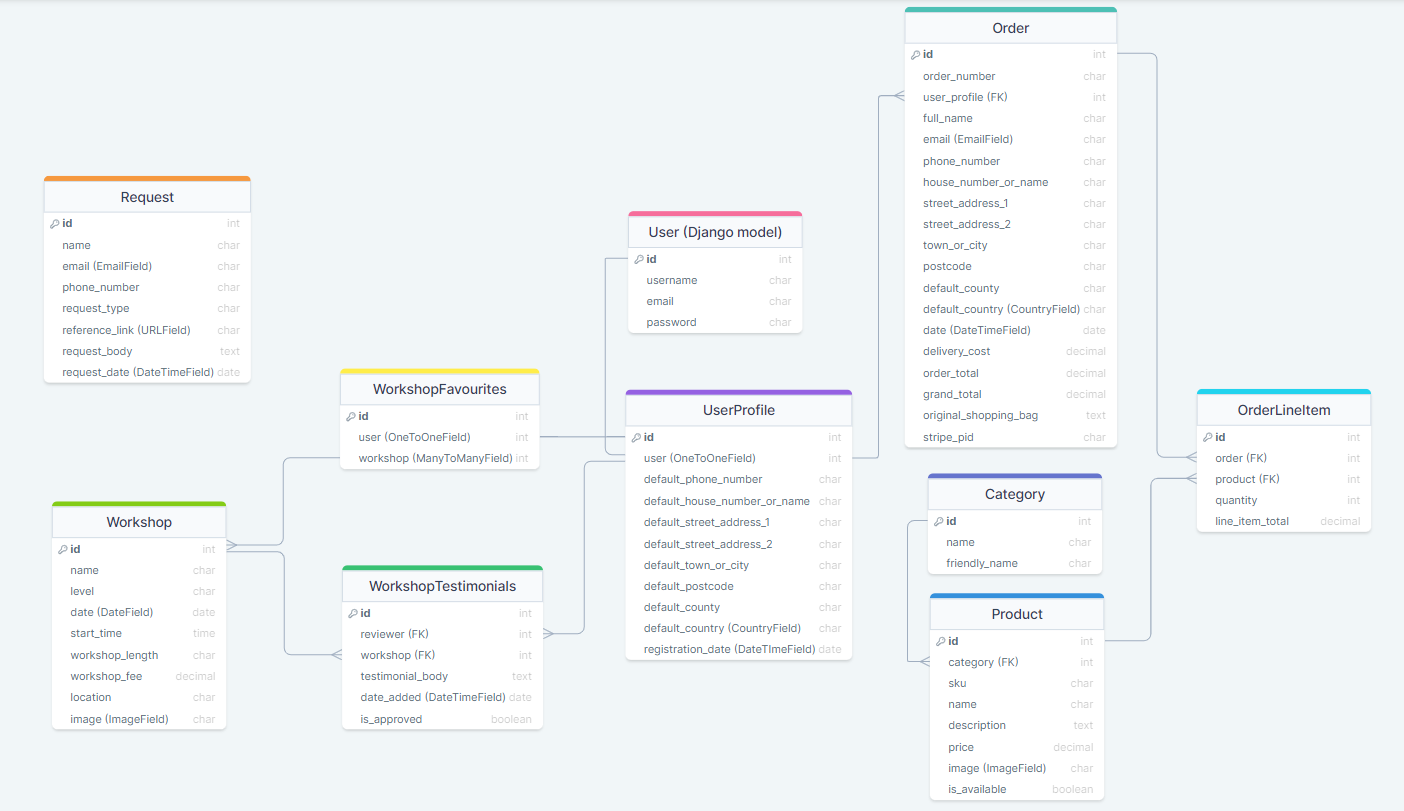 Order
id int
order_number char
user_profile (FK) int
full_name char
email (EmailField) char
phone_number char
house_number_or_name char
street_address_1 char
street_address_2 char
town_or_city char
postcode char
default_county char
default_country (CountryField) char
date (DateTimeField) date
delivery_cost decimal
order_total decimal
grand_total decimal
original_shopping_bag text
stripe_pid char
Request
id int
name char
email (EmailField) char
phone_number char
request_type char
reference_link (URLField) char
request_body text
request_date (DateTimeField) date
User (Django model)
id int
username char
email char
password char
WorkshopFavourites
id int
user (OneToOneField) int
workshop (ManyToManyField) int
UserProfile
id int
user (OneToOneField) int
default_phone_number char
default_house_number_or_name char
default_street_address_1 char
default_street_address_2 char
default_town_or_city char
default_postcode char
default_county char
default_country (CountryField) char
registration_date (DateTImeField) date
OrderLineItem
id int
order (FK) int
product (FK) int
quantity int
line_item_total decimal
Category
id int
name char
friendly_name char
Workshop
id int
name char
level char
date (DateField) date
start_time time
workshop_length char
workshop_fee decimal
location char
image (ImageField) char
WorkshopTestimonials
id int
reviewer (FK) int
workshop (FK) int
testimonial_body text
date_added (DateTimeField) date
is_approved boolean
Product
id int
category (FK) int
sku char
name char
description text
price decimal
image (ImageField) char
is_available boolean